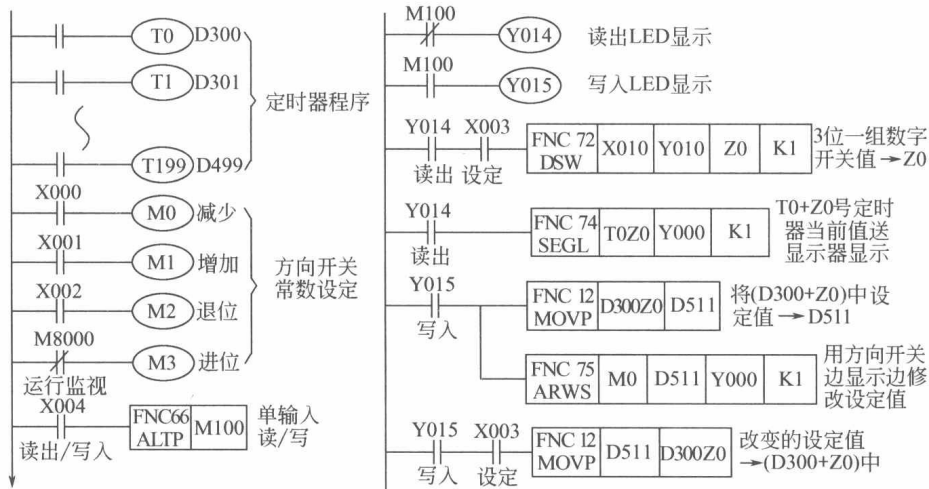 T0 D300
T1 D301
定时器程序
T199 D499
X000
M0 减少
X001
M1 增加
方向开关
常数设定
X002
M2 退位
M8000
M3 进位
运行监视
X004
FNC66
ALTP M100
单输入
读/写
读出/写入
M100
Y014 读出LED显示
M100
Y015 写入LED显示
Y014 X003
FNC 72
DSW X010 Y010 Z0 K1
3位一组数字
开关值→Z0
读出 设定
Y014
FNC 74
SEGL T0Z0 Y000 K1
T0+Z0号定时
器当前值送
显示器显示
读出
Y015
FNC 12
MOVP D300Z0 D511
将(D300+Z0)中设
定值→D511
写入
FNC 75
ARWS M0 D511 Y000 K1
用方向开关
边显示边修
改设定值
Y015 X003
FNC 12
MOVP D511 D300Z0
改变的设定值
→(D300+Z0)中
写入 设定